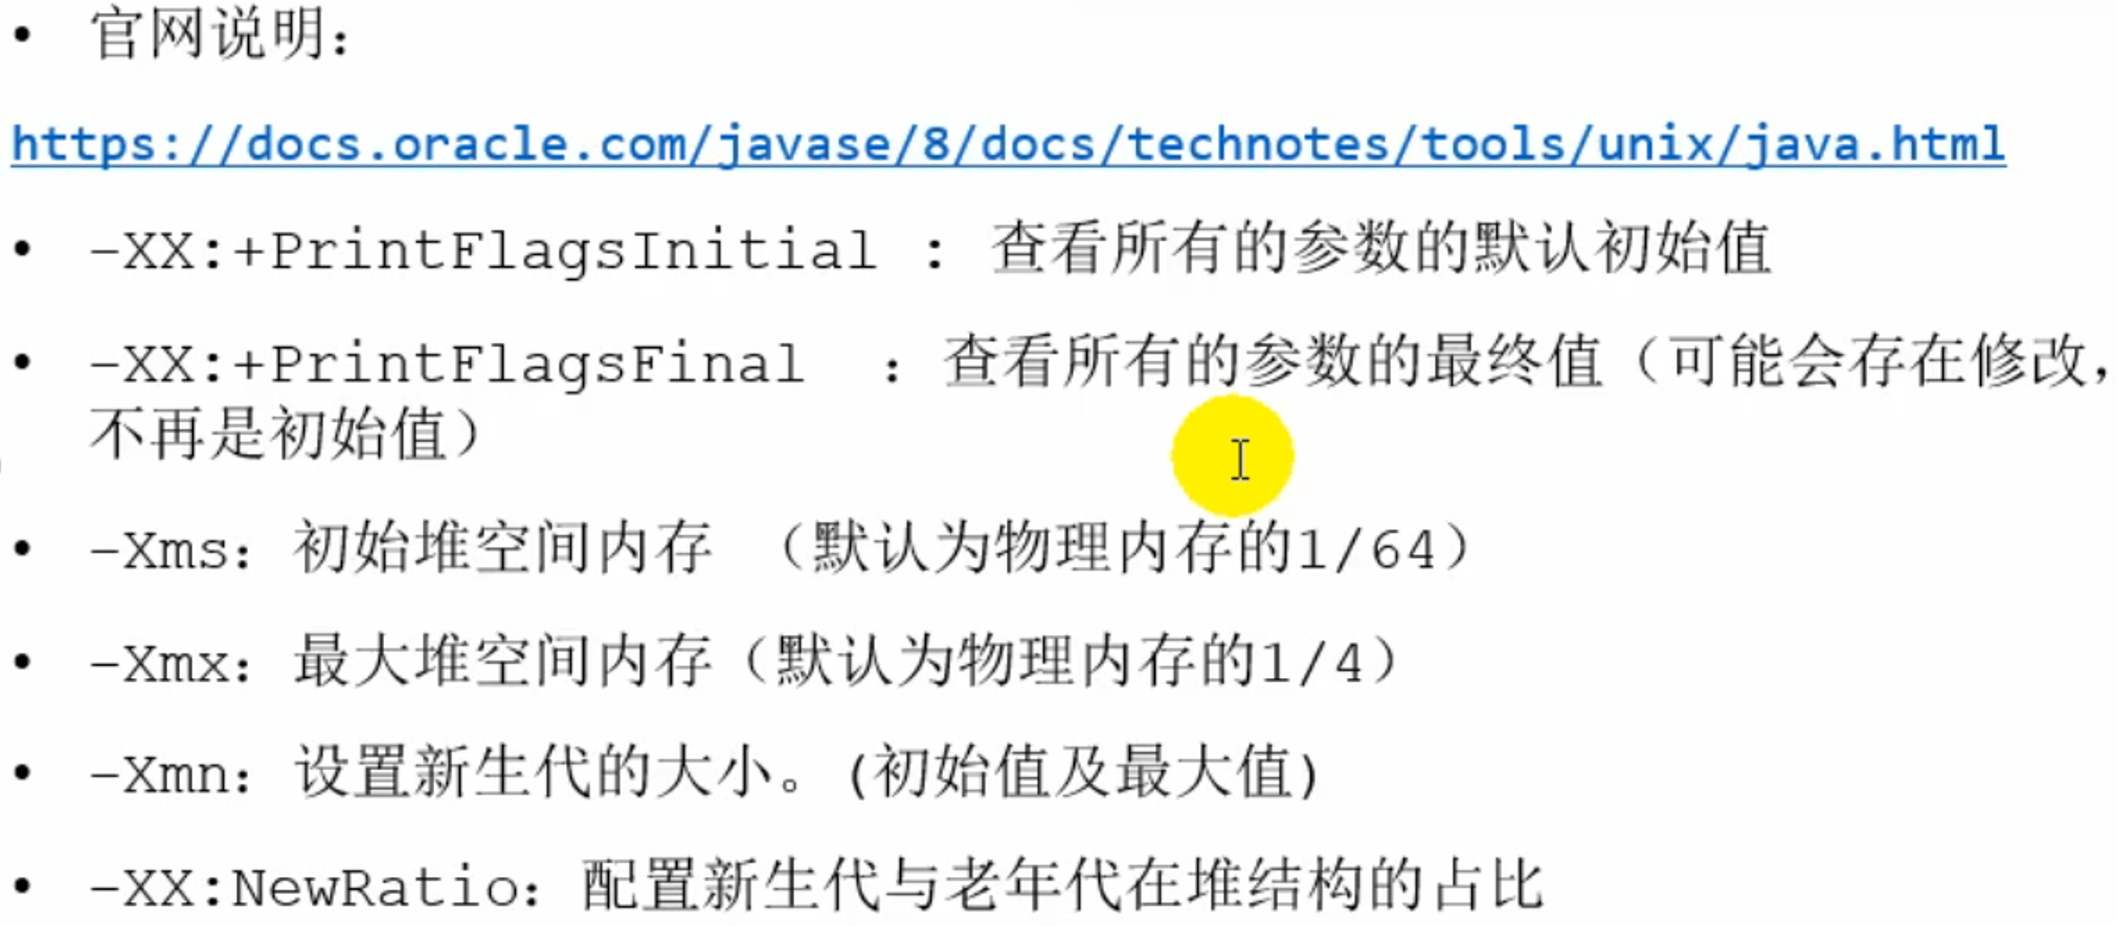 • 官网说明：
https://docs.oracle.com/javase/8/docs/technotes/tools/unix/java.html
• -XX:+PrintFlagsInitial : 查看所有的参数的默认初始值
• -XX:+PrintFlagsFinal ：查看所有的参数的最终值（可能会存在修改，
不再是初始值）
• -Xms：初始堆空间内存 （默认为物理内存的1/64）
• -Xmx：最大堆空间内存（默认为物理内存的1/4）
• -Xmn：设置新生代的大小。(初始值及最大值)
• -XX:NewRatio：配置新生代与老年代在堆结构的占比